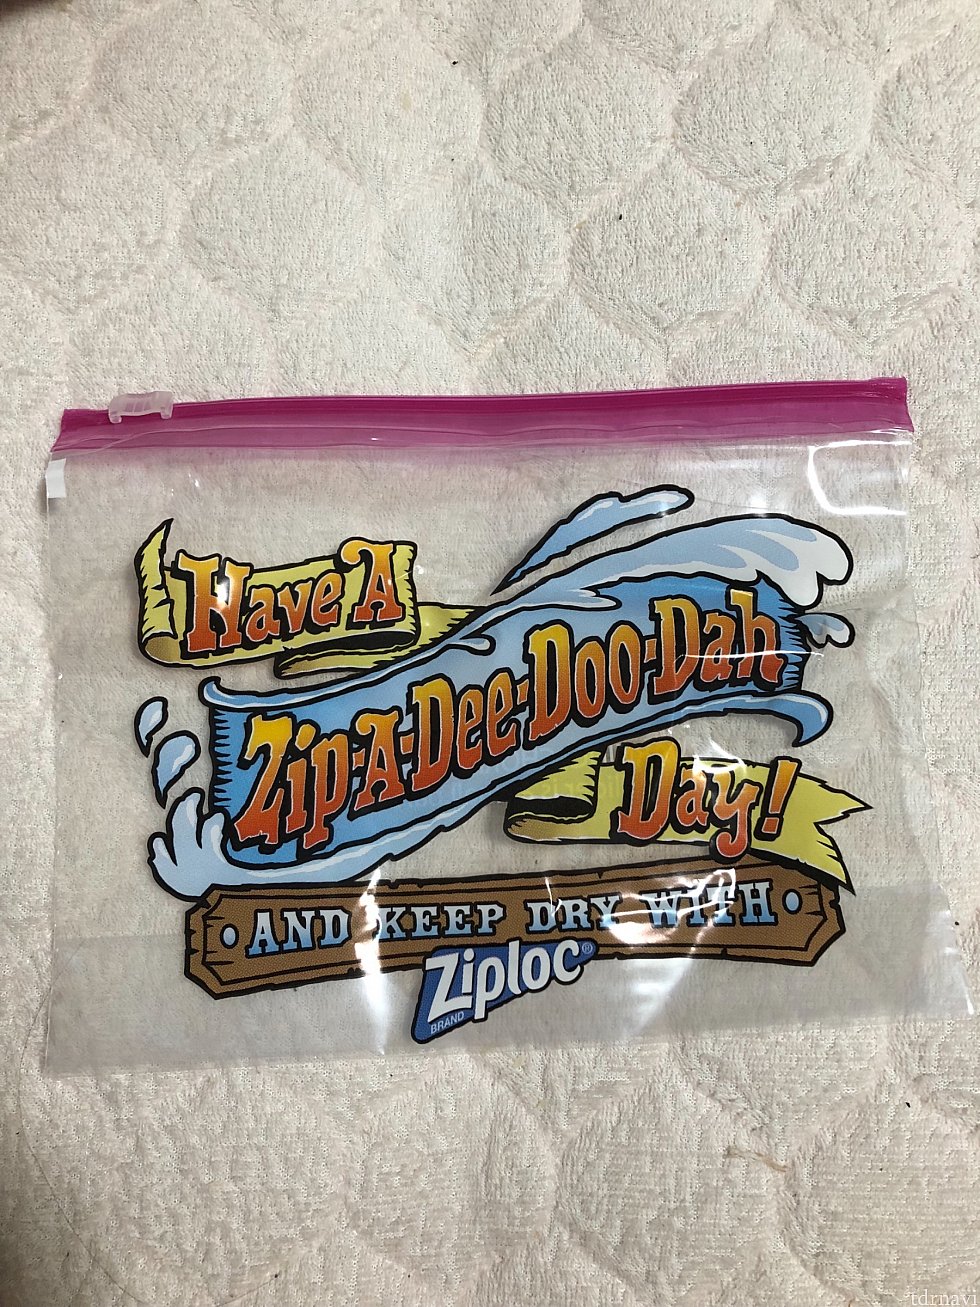 Have A
Zip-A-Dee-Doo-Dah
Day!
• AND KEEP DRY WITH •
Ziploc®
BRAND
tdrnavi